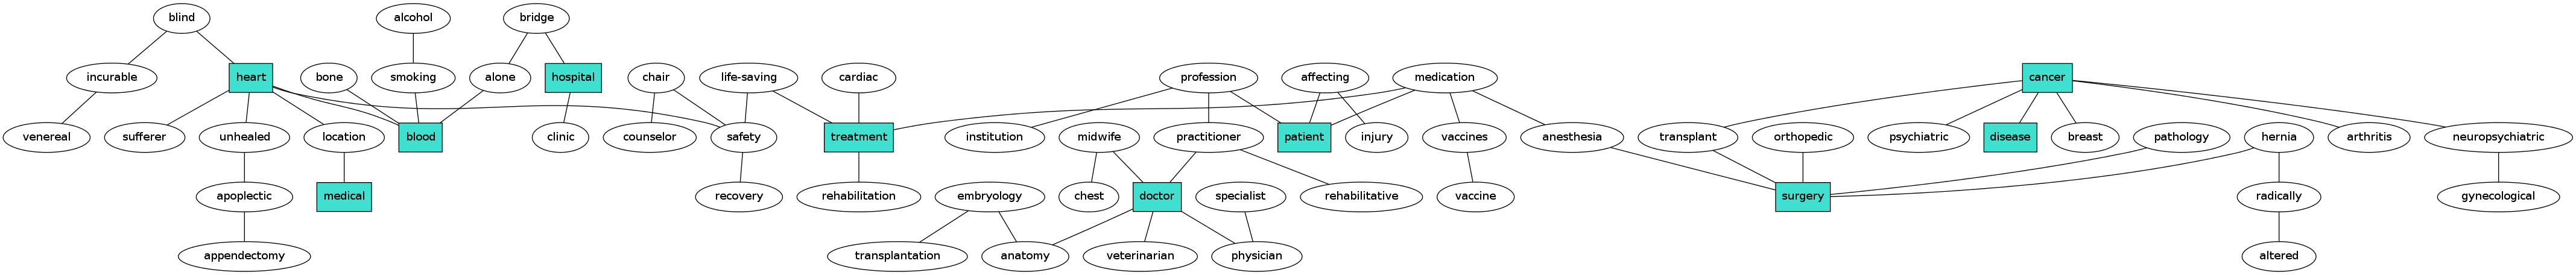 blind
alcohol
bridge
incurable
heart
bone
smoking
alone
hospital
chair
life-saving
cardiac
profession
affecting
medication
cancer
venereal
sufferer
unhealed
location
blood
clinic
counselor
safety
treatment
institution
midwife
practitioner
patient
injury
vaccines
anesthesia
transplant
orthopedic
psychiatric
disease
breast
pathology
hernia
arthritis
neuropsychiatric
apoplectic
medical
recovery
rehabilitation
embryology
chest
doctor
specialist
rehabilitative
vaccine
surgery
radically
gynecological
appendectomy
transplantation
anatomy
veterinarian
physician
altered